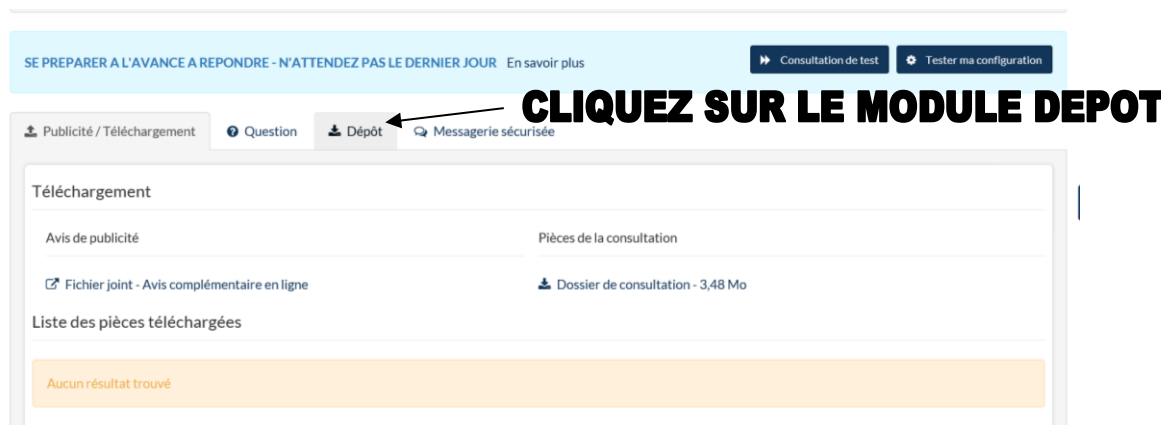 SE PREPARER A L'AVANCE A REPONDRE - N'ATTENDEZ PAS LE DERNIER JOUR En savoir plus
Consultation de test
Tester ma configuration
CLIQUEZ SUR LE MODULE DEPOT
Publicité / Téléchargement
Question
Dépôt
Messagerie sécurisée
Téléchargement
Avis de publicité
Pièces de la consultation
Fichier joint - Avis complémentaire en ligne
Dossier de consultation - 3,48 Mo
Liste des pièces téléchargées
Aucun résultat trouvé